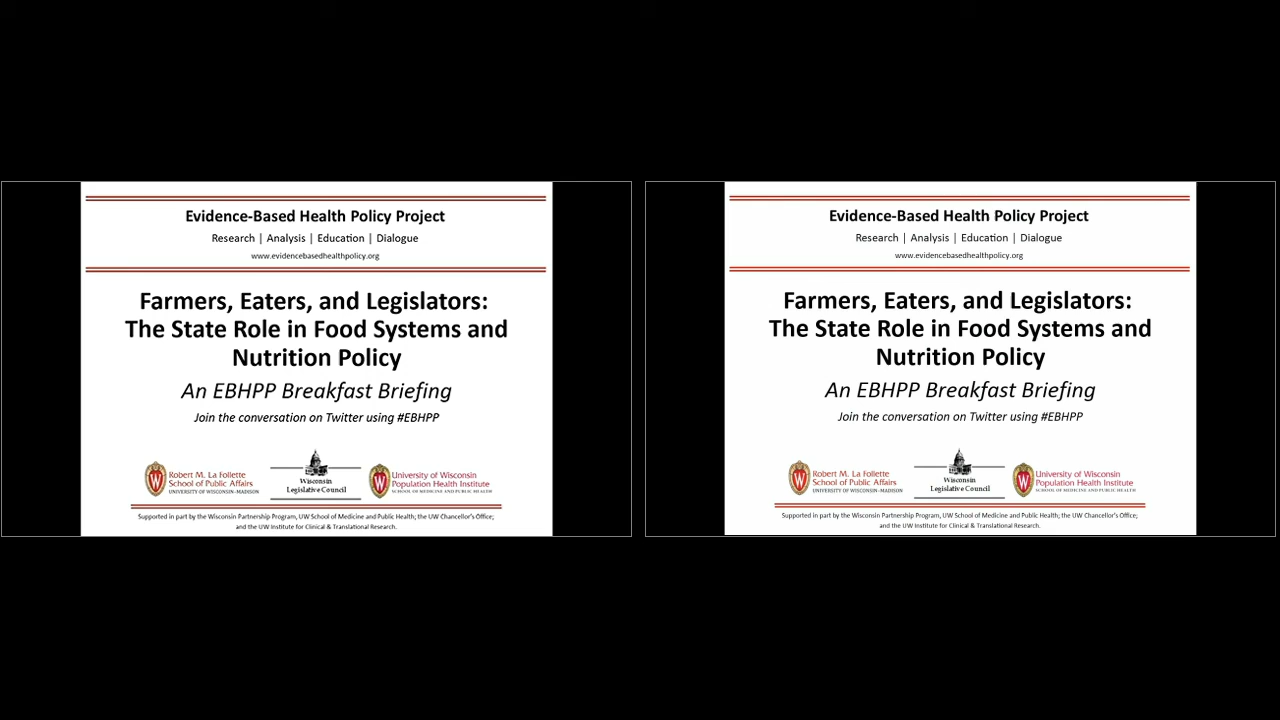 Evidence-Based Health Policy Project
Research | Analysis | Education | Dialogue
www.evidencebasedhealthpolicy.org
Farmers, Eaters, and Legislators:
The State Role in Food Systems and
Nutrition Policy
An EBHPP Breakfast Briefing
Join the conversation on Twitter using #EBHPP
Robert M. La Follette
School of Public Affairs
UNIVERSITY OF WISCONSIN-MADISON
Wisconsin
Legislative Council
University of Wisconsin
Population Health Institute
SCHOOL OF MEDICINE AND PUBLIC HEALTH
Supported in part by the Wisconsin Partnership Program, UW School of Medicine and Public Health; the UW Chancellor's Office;
and the UW Institute for Clinical & Translational Research.
Evidence-Based Health Policy Project
Research | Analysis | Education | Dialogue
www.evidencebasedhealthpolicy.org
Farmers, Eaters, and Legislators:
The State Role in Food Systems and
Nutrition Policy
An EBHPP Breakfast Briefing
Join the conversation on Twitter using #EBHPP
Robert M. La Follette
School of Public Affairs
UNIVERSITY OF WISCONSIN-MADISON
Wisconsin
Legislative Council
University of Wisconsin
Population Health Institute
SCHOOL OF MEDICINE AND PUBLIC HEALTH
Supported in part by the Wisconsin Partnership Program, UW School of Medicine and Public Health; the UW Chancellor's Office;
and the UW Institute for Clinical & Translational Research.